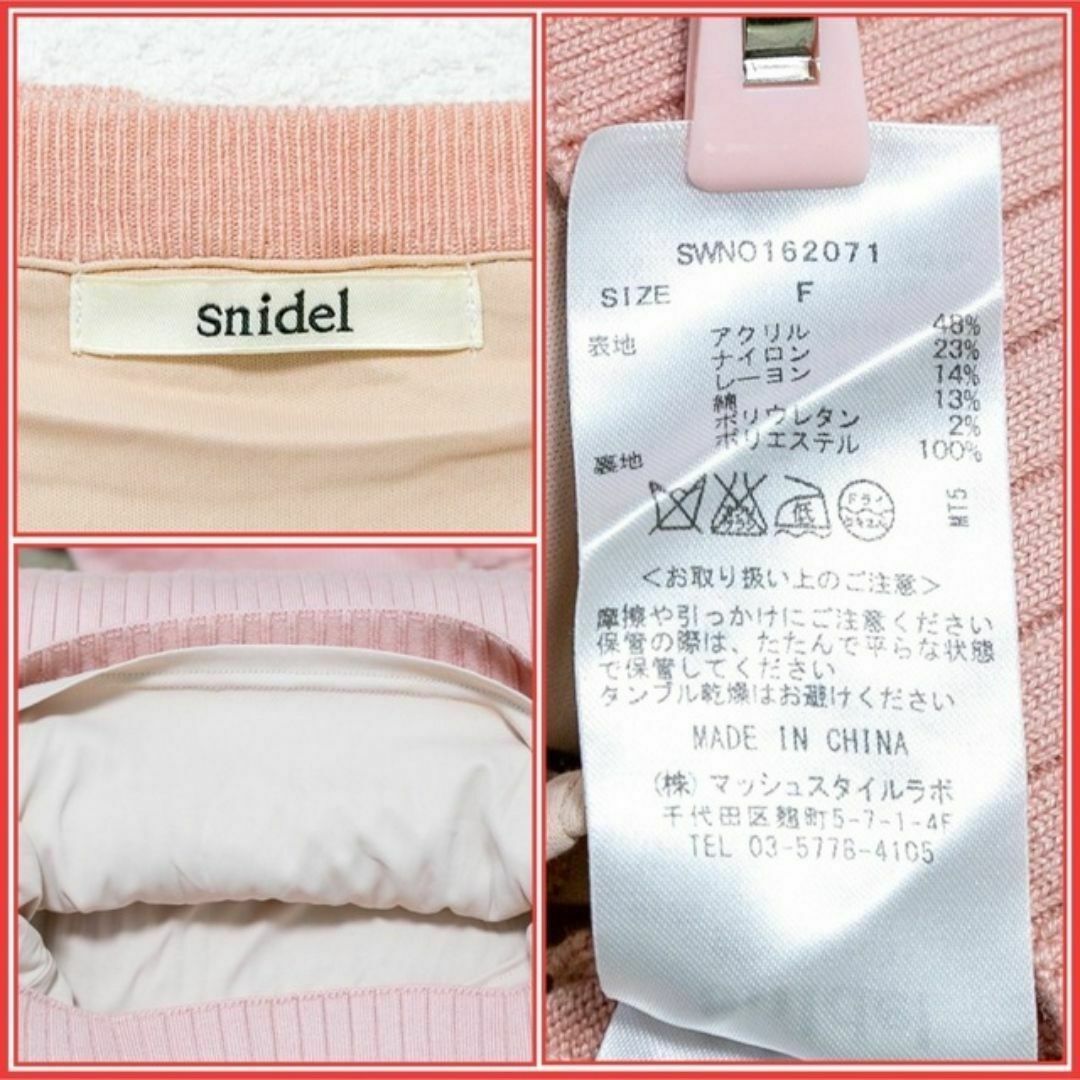 snidel
SWNO162071
SIZE F
表地 アクリル 48%
ナイロン 23%
レーヨン 14%
綿 13%
ポリウレタン 2%
裏地 ポリエステル 100%
低
ドライ
セキユ系
MT5
<お取り扱い上のご注意>
摩擦や引っかけにご注意ください
保管の際は、たたんで平らな状態
で保管してください
タンブル乾燥はお避けください
MADE IN CHINA
(株) マッシュスタイルラボ
千代田区麹町5-7-1-4F
TEL 03-5778-4105